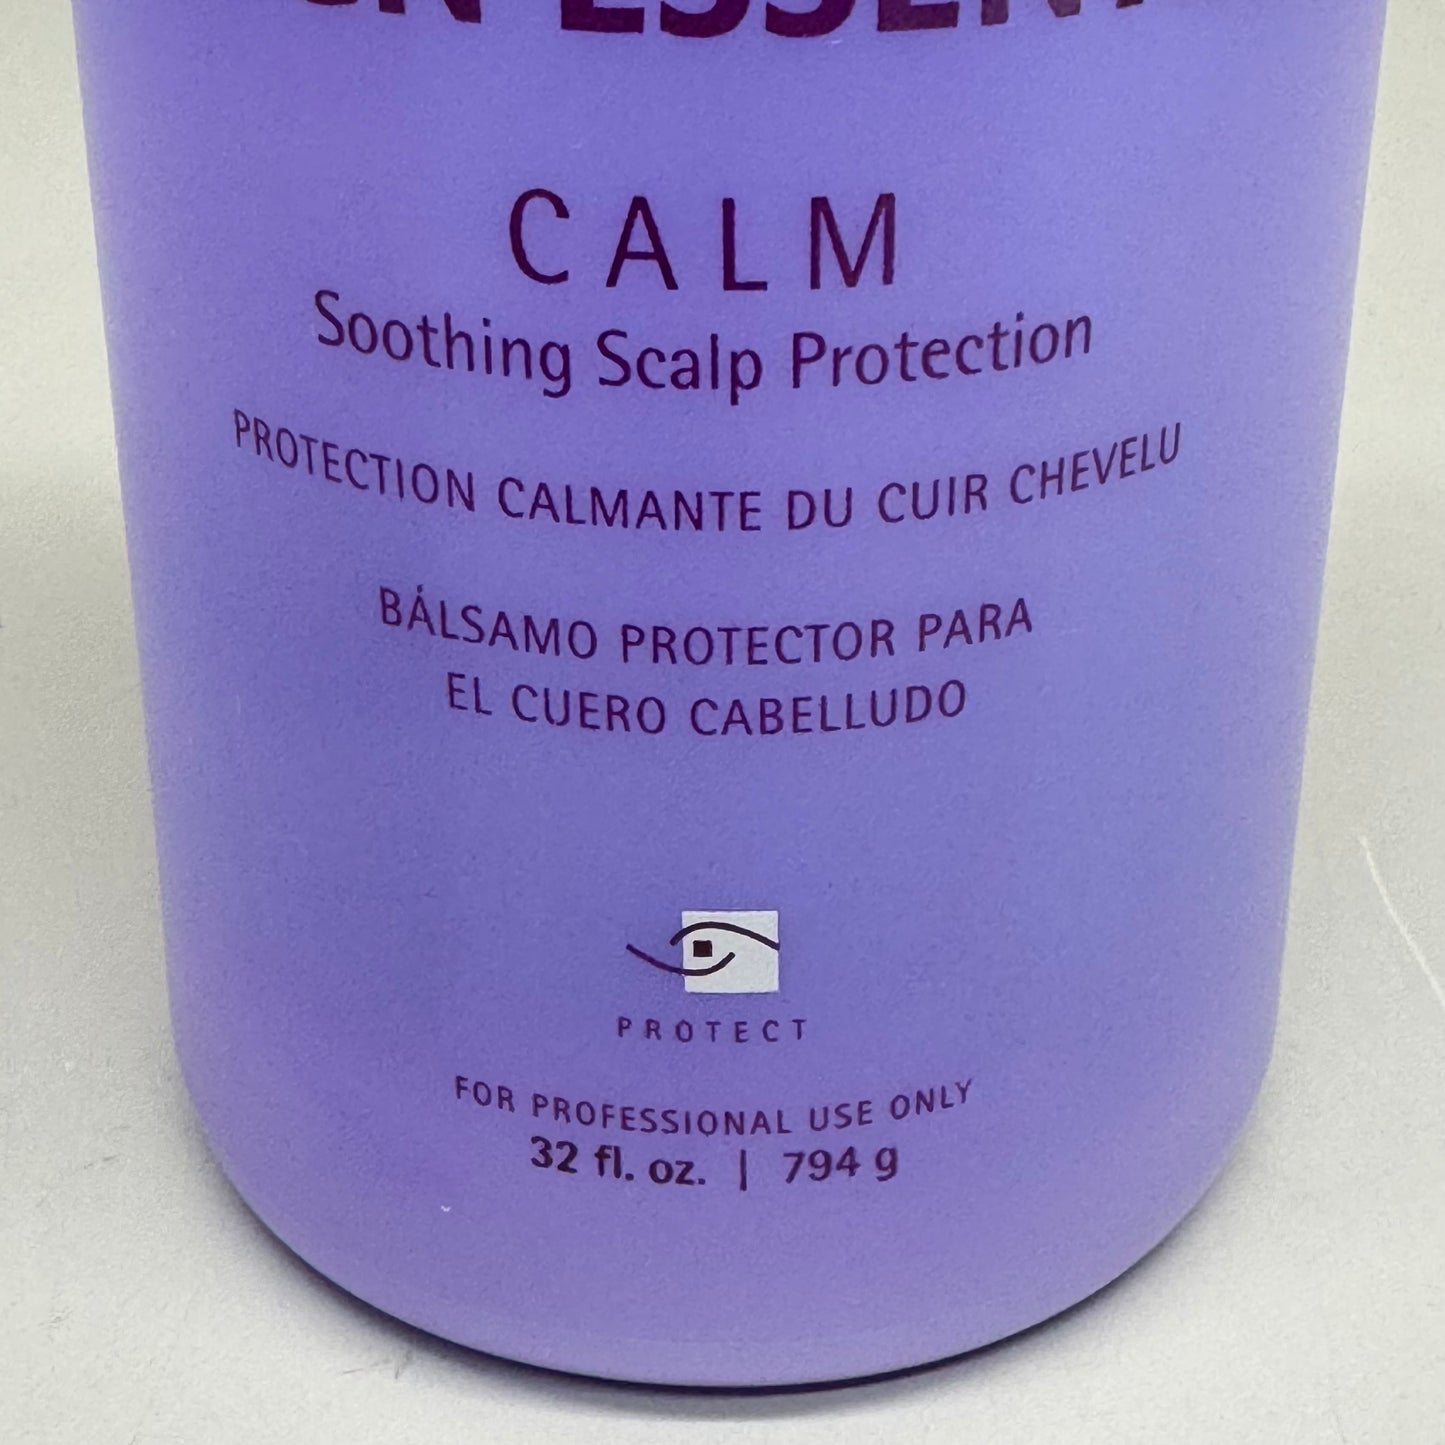 CALM
Soothing Scalp Protection
PROTECTION CALMANTE DU CUIR CHEVELU
BÁLSAMO PROTECTOR PARA
EL CUERO CABELLUDO
PROTECT
FOR PROFESSIONAL USE ONLY
32 fl. oz. | 794 g